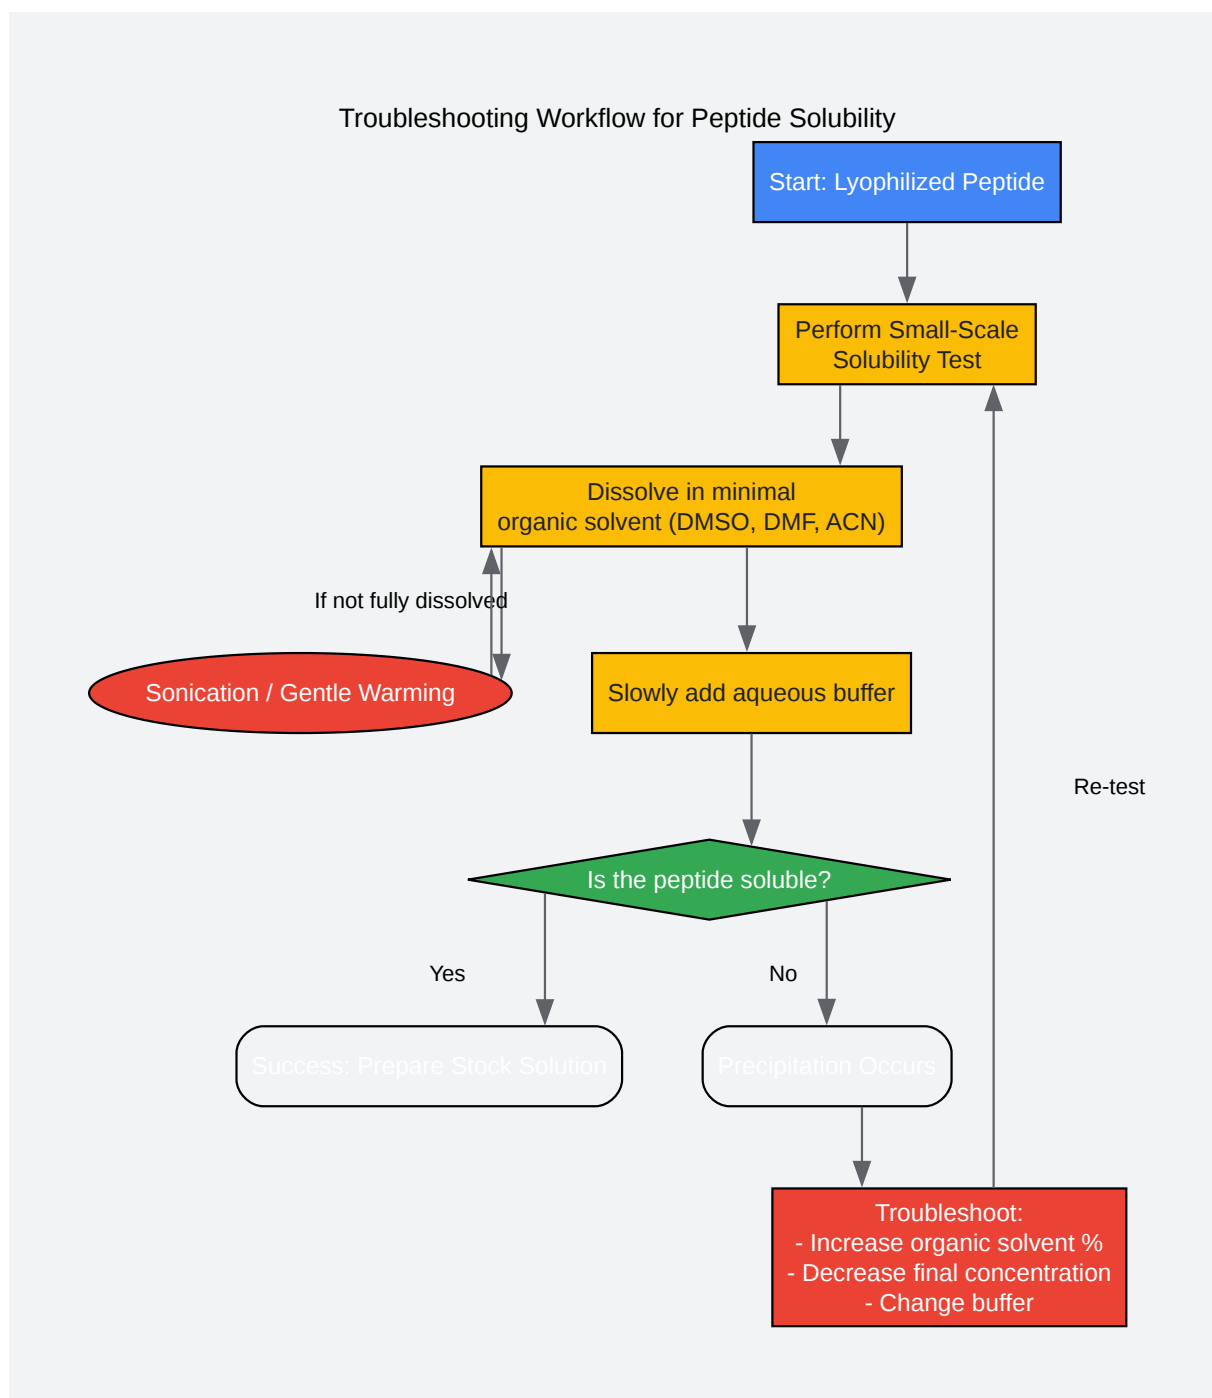 Troubleshooting Workflow for Peptide Solubility
Start: Lyophilized Peptide
Perform Small-Scale
Solubility Test
Dissolve in minimal
organic solvent (DMSO, DMF, ACN)
If not fully dissolved
Sonication / Gentle Warming
Slowly add aqueous buffer
Re-test
Is the peptide soluble?
Yes
No
Success: Prepare Stock Solution
Precipitation Occurs
Troubleshoot:
- Increase organic solvent %
- Decrease final concentration
- Change buffer